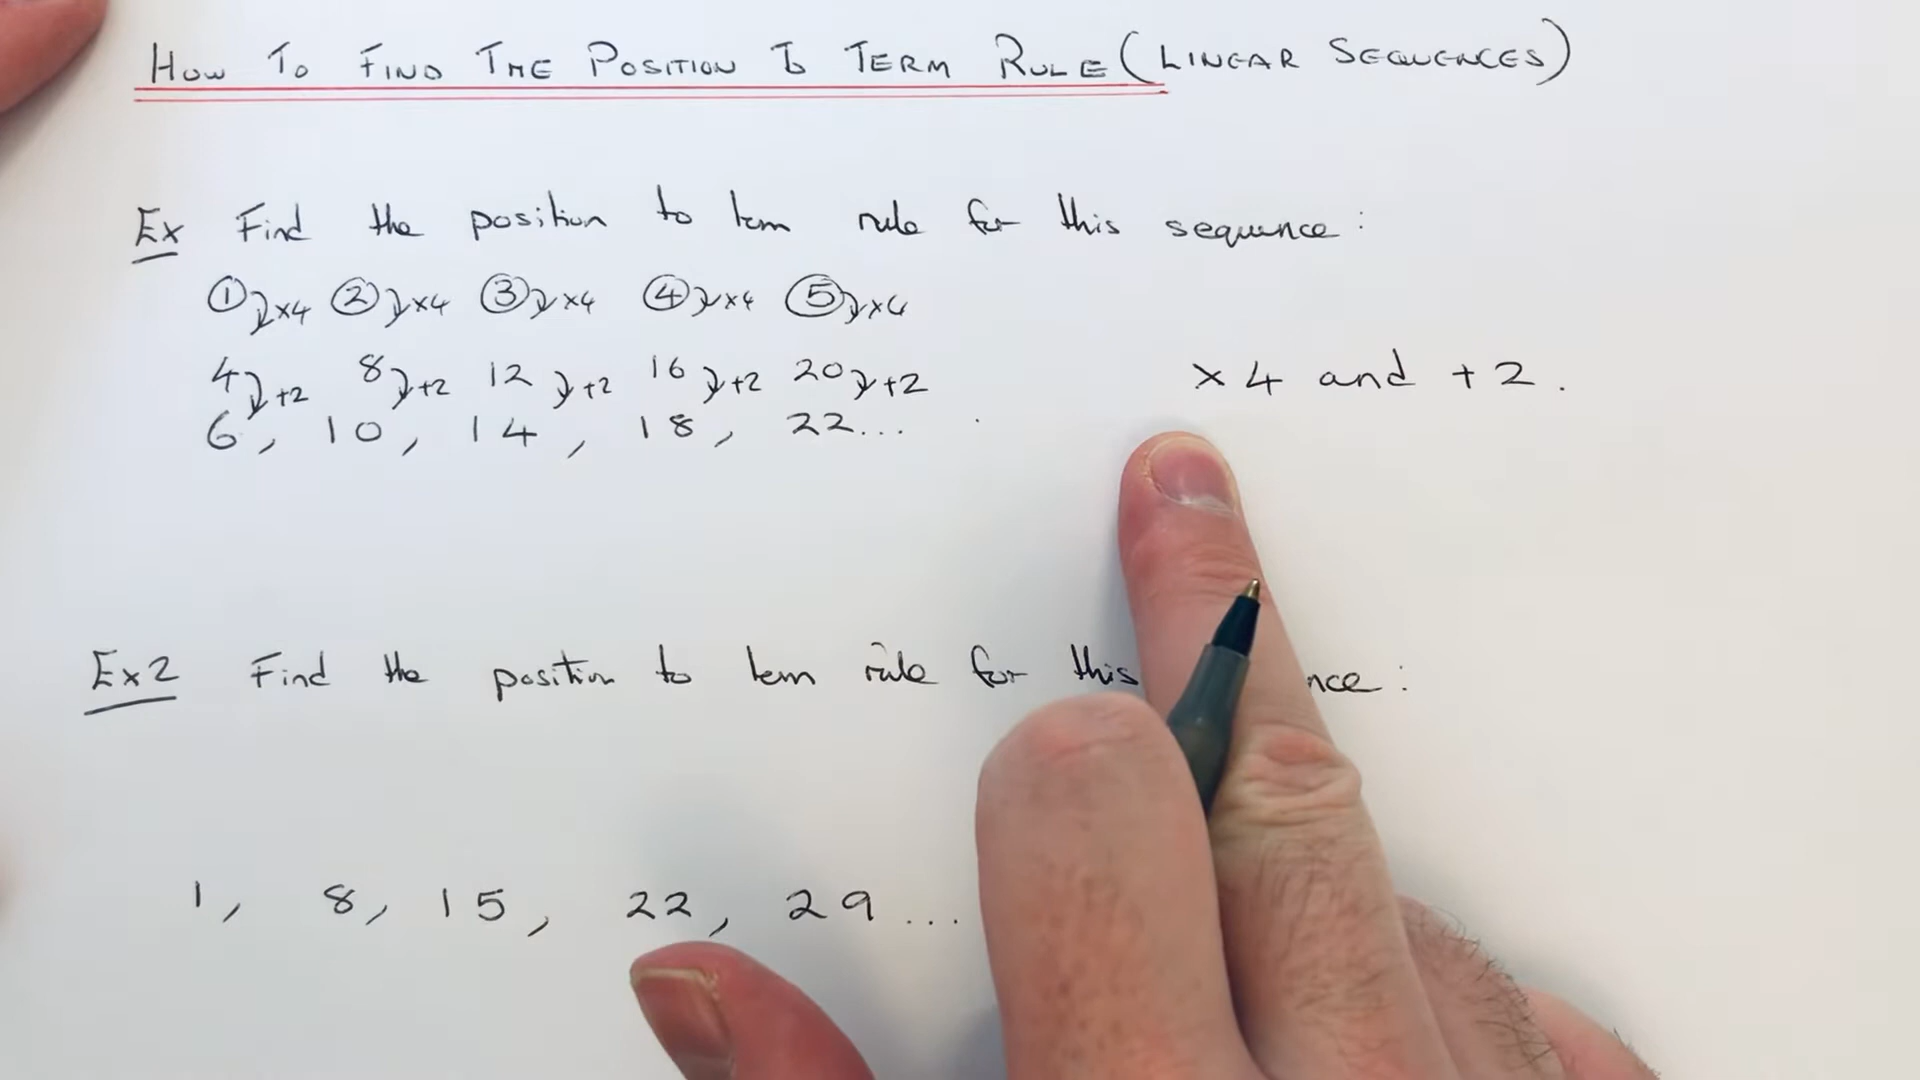 HOW TO FIND THE POSITION TO TERM RULE (LINEAR SEQUENCES)
Ex Find the position to term rule for this sequence:
① ×4 ② ×4 ③ ×4 ④ ×4 ⑤ ×4
4 +2 8 +2 12 +2 16 +2 20 +2
×4 and +2.
6, 10, 14, 18, 22...
Ex2 Find the position to term rule for this nce:
1, 8, 15, 22, 29...